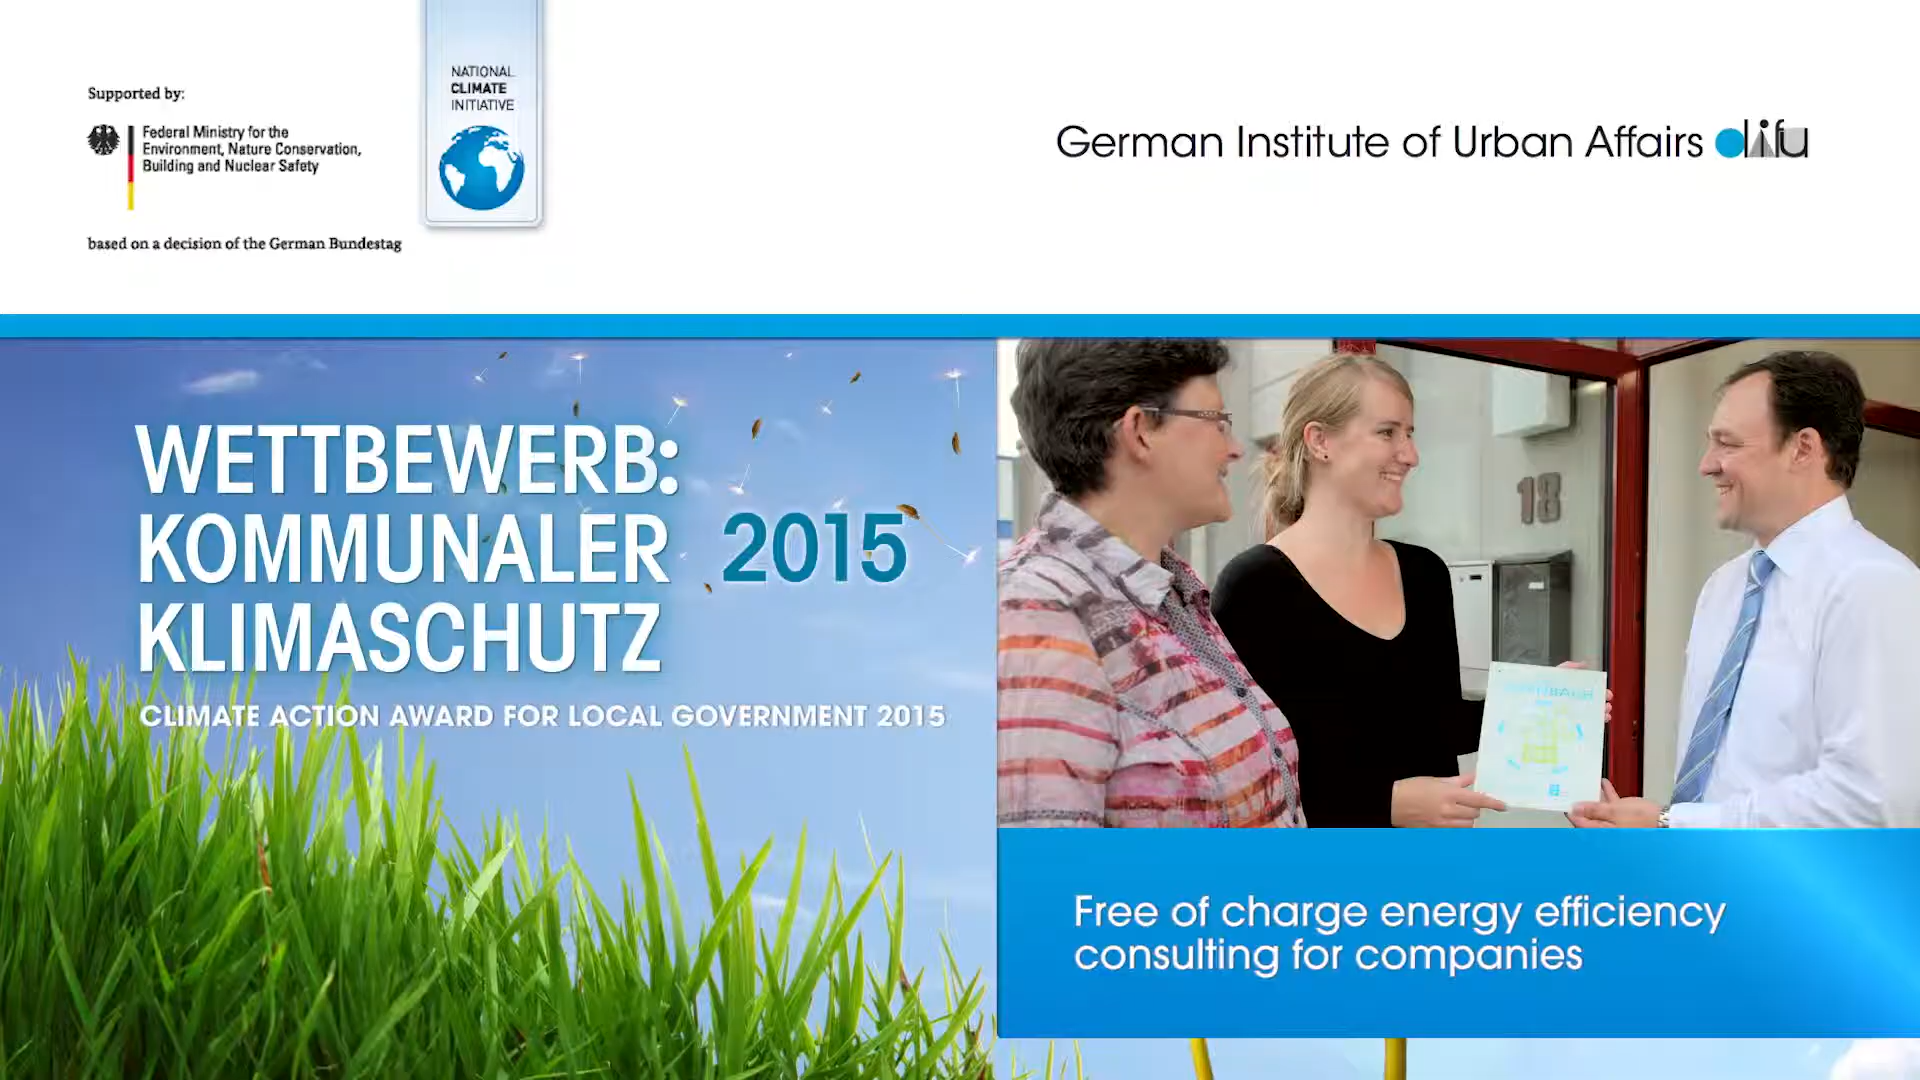 Supported by:
Federal Ministry for the
Environment, Nature Conservation,
Building and Nuclear Safety
based on a decision of the German Bundestag
NATIONAL
CLIMATE
INITIATIVE
German Institute of Urban Affairs difu
WETTBEWERB:
KOMMUNALER 2015
KLIMASCHUTZ
CLIMATE ACTION AWARD FOR LOCAL GOVERNMENT 2015
18
Free of charge energy efficiency
consulting for companies